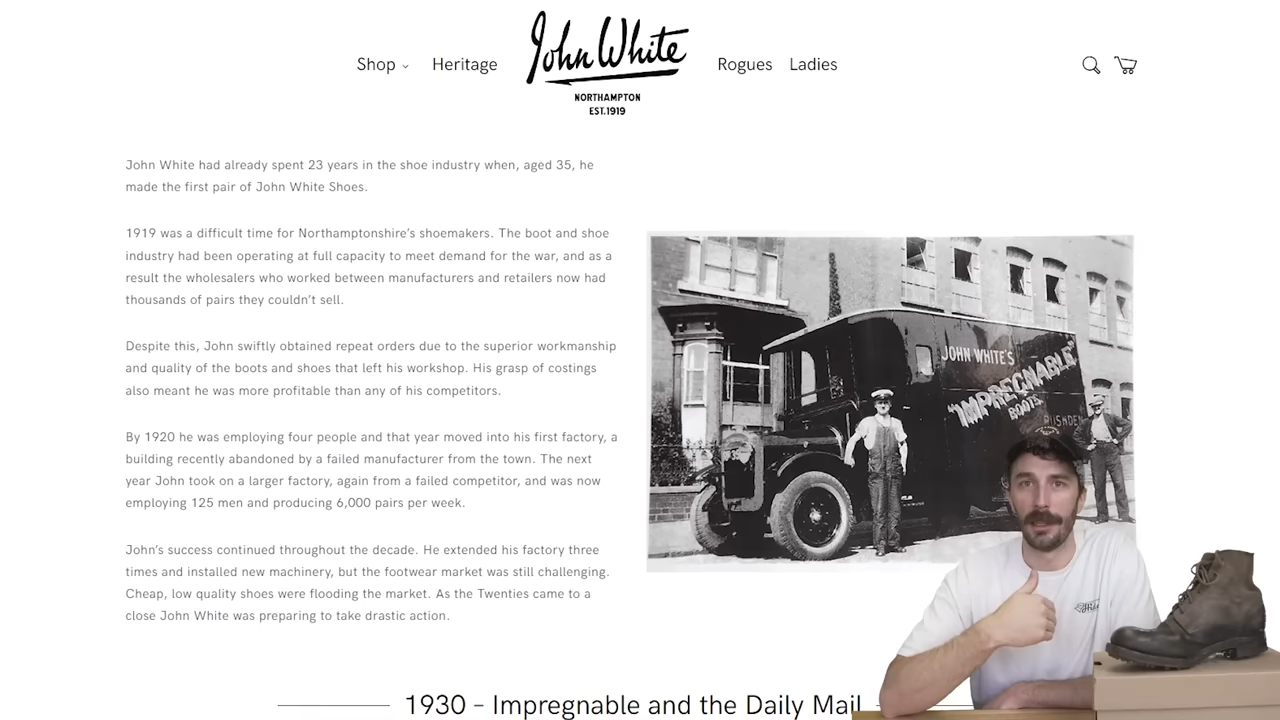 Shop
Heritage
John White
NORTHAMPTON
EST.1919
Rogues
Ladies
John White had already spent 23 years in the shoe industry when, aged 35, he
made the first pair of John White Shoes.
1919 was a difficult time for Northamptonshire’s shoemakers. The boot and shoe
industry had been operating at full capacity to meet demand for the war, and as a
result the wholesalers who worked between manufacturers and retailers now had
thousands of pairs they couldn’t sell.
Despite this, John swiftly obtained repeat orders due to the superior workmanship
and quality of the boots and shoes that left his workshop. His grasp of costings
also meant he was more profitable than any of his competitors.
By 1920 he was employing four people and that year moved into his first factory, a
building recently abandoned by a failed manufacturer from the town. The next
year John took on a larger factory, again from a failed competitor, and was now
employing 125 men and producing 6,000 pairs per week.
John’s success continued throughout the decade. He extended his factory three
times and installed new machinery, but the footwear market was still challenging.
Cheap, low quality shoes were flooding the market. As the Twenties came to a
close John White was preparing to take drastic action.
JOHN WHITE'S
"IMPREGNABLE"
BOOTS
RUSHDEN
1930 – Impregnable and the Daily Mail